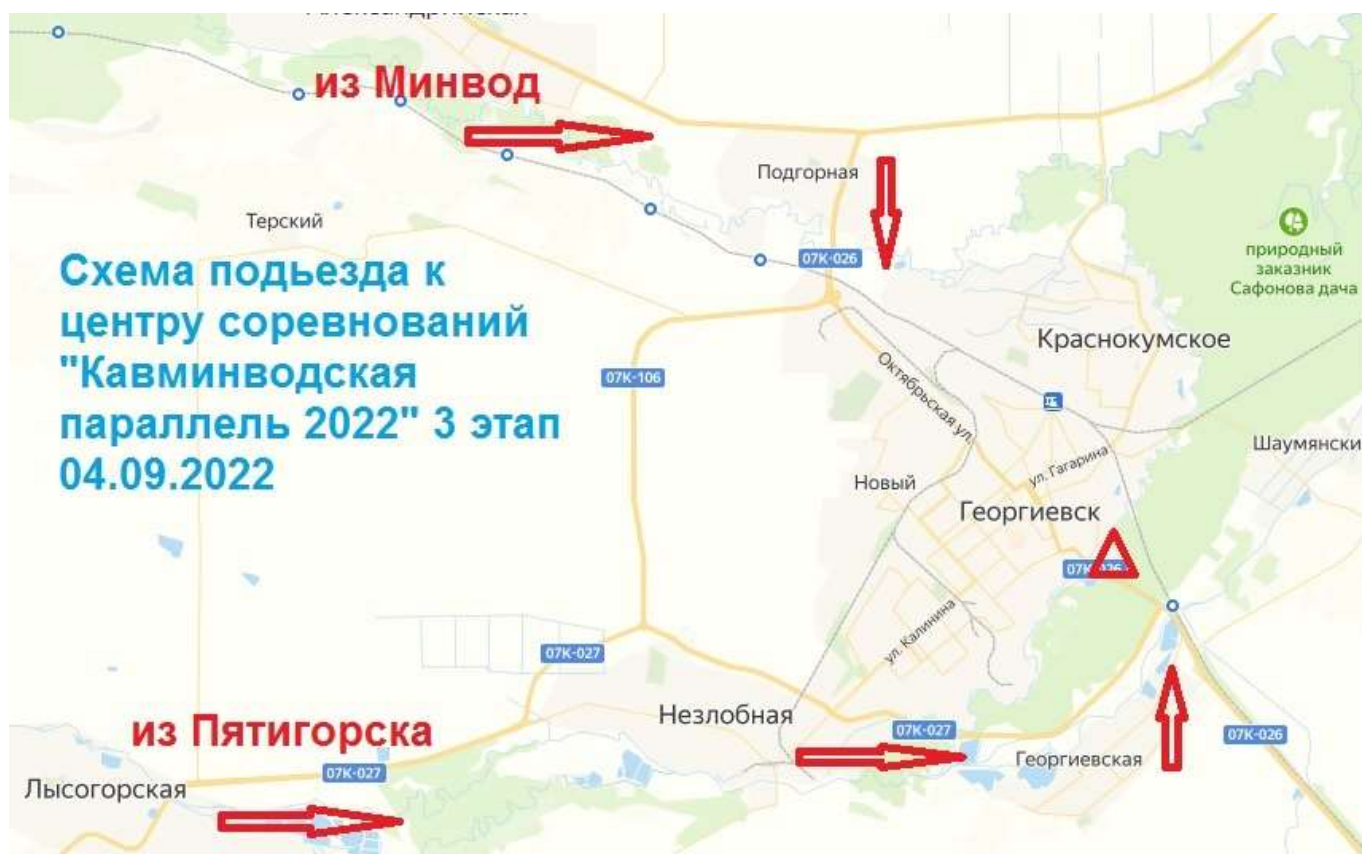 из Минвод
Подгорная
Терский
природный
заказник
Сафонова дача
07К-026
Схема подьезда к
центру соревнований
"Кавминводская
параллель 2022" 3 этап
04.09.2022
Краснокумское
07К-106
Октябрьская ул.
Шаумянски
ул. Гагарина
Новый
Георгиевск
07К-026
ул. Калинина
07К-027
Незлобная
из Пятигорска
07К-027
07К-026
Георгиевская
07К-027
Лысогорская